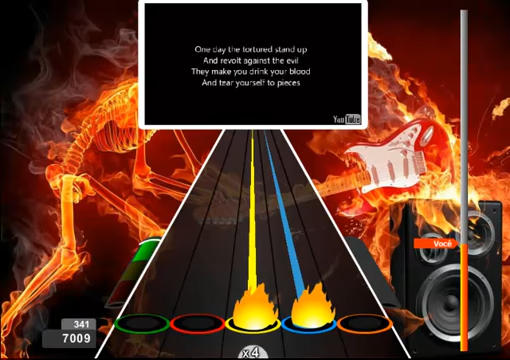 One day the tortured stand up
And revolt against the evil
They make you drink your blood
And tear yourself to pieces
YouTube
Você
341
7009
x4